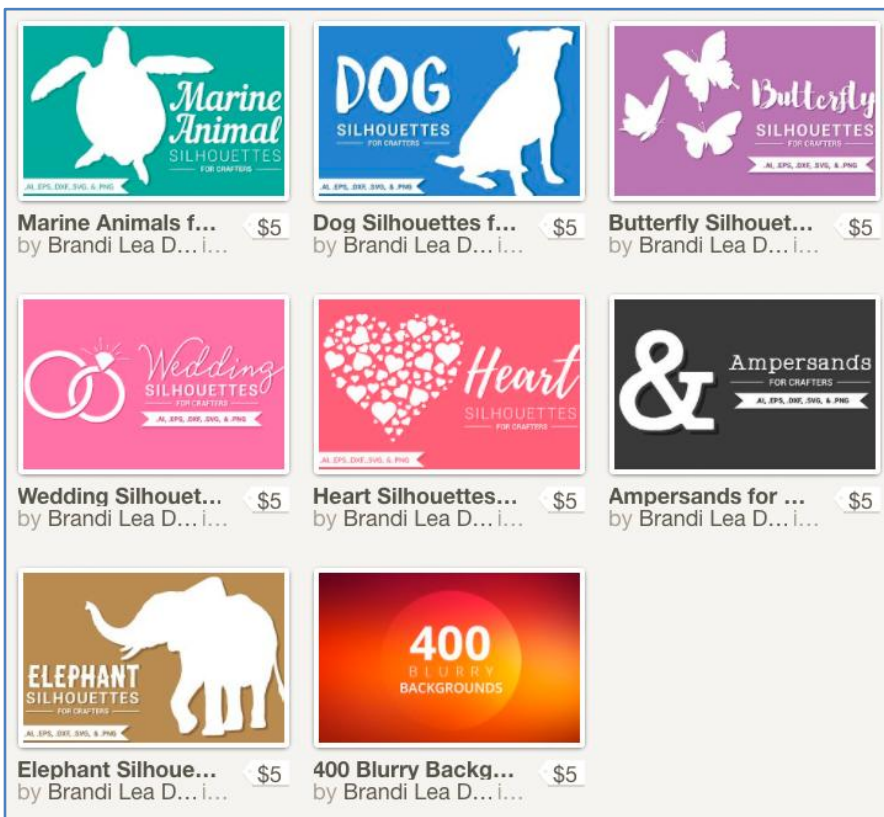 Marine
Animal
SILHOUETTES
FOR CRAFTERS
.AI, .EPS, .DXF, .SVG, & .PNG
DOG
SILHOUETTES
FOR CRAFTERS
.AI, .EPS, .DXF, .SVG, & .PNG
Butterfly
SILHOUETTES
FOR CRAFTERS
.AI, .EPS, .DXF, .SVG, & .PNG
Marine Animals f... $5
by Brandi Lea D... i...
Dog Silhouettes f... $5
by Brandi Lea D... i...
Butterfly Silhouet... $5
by Brandi Lea D... i...
Wedding
SILHOUETTES
FOR CRAFTERS
.AI, .EPS, .DXF, .SVG, & .PNG
Heart
SILHOUETTES
FOR CRAFTERS
.AI, .EPS, .DXF, .SVG, & .PNG
&
Ampersands
FOR CRAFTERS
.AI, .EPS, .DXF, .SVG, & .PNG
Wedding Silhouet... $5
by Brandi Lea D... i...
Heart Silhouettes... $5
by Brandi Lea D... i...
Ampersands for ... $5
by Brandi Lea D... i...
ELEPHANT
SILHOUETTES
FOR CRAFTERS
.AI, .EPS, .DXF, .SVG, & .PNG
400
BLURRY
BACKGROUNDS
Elephant Silhoue... $5
by Brandi Lea D... i...
400 Blurry Backg... $5
by Brandi Lea D... i...